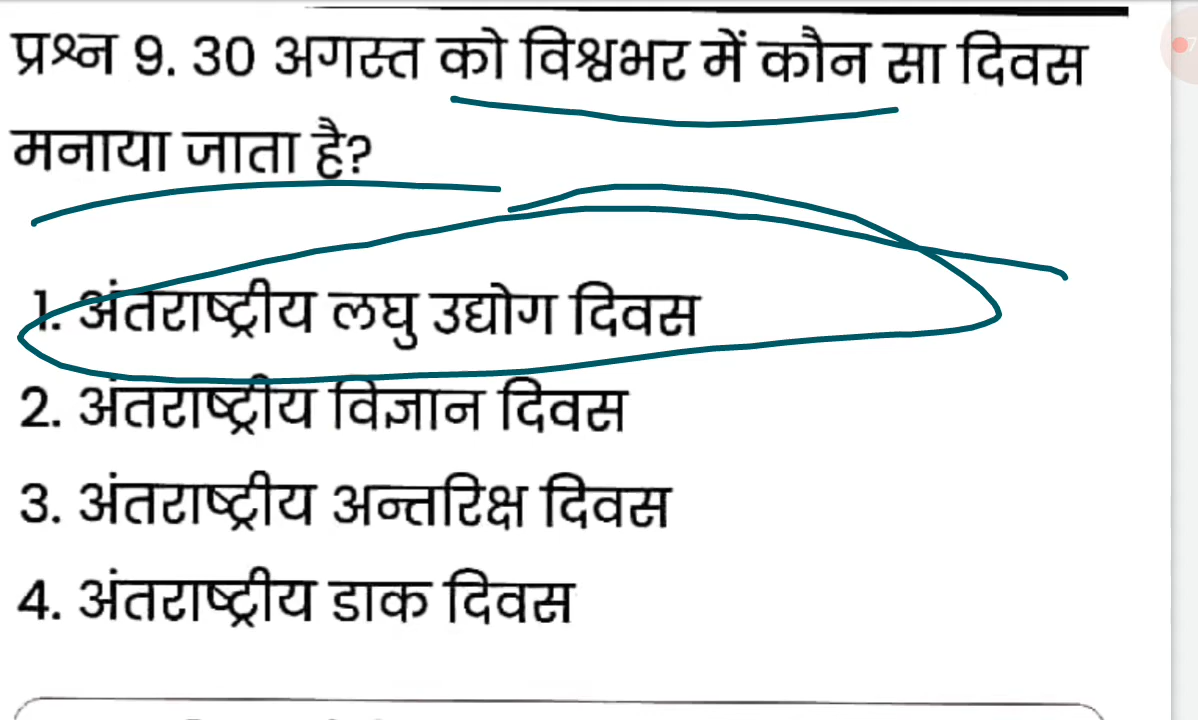 प्रश्न 9. 30 अगस्त को विश्वभर में कौन सा दिवस
मनाया जाता है?
1. अंतराष्ट्रीय लघु उद्योग दिवस
2. अंतराष्ट्रीय विज्ञान दिवस
3. अंतराष्ट्रीय अन्तरिक्ष दिवस
4. अंतराष्ट्रीय डाक दिवस